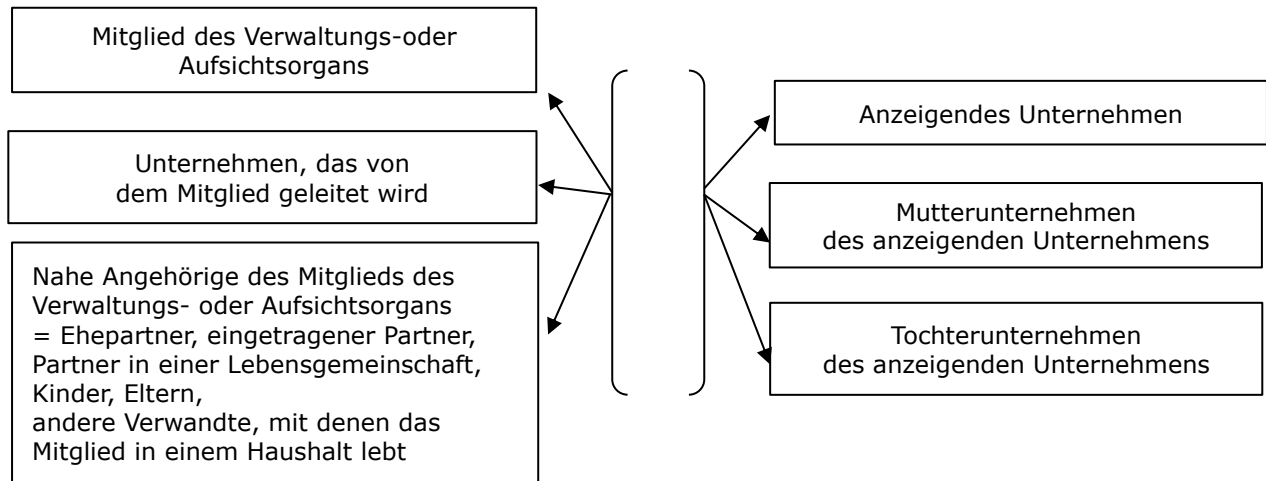 Mitglied des Verwaltungs-oder
Aufsichtsorgans
Unternehmen, das von
dem Mitglied geleitet wird
Nahe Angehörige des Mitglieds des
Verwaltungs- oder Aufsichtsorgans
= Ehepartner, eingetragener Partner,
Partner in einer Lebensgemeinschaft,
Kinder, Eltern,
andere Verwandte, mit denen das
Mitglied in einem Haushalt lebt
Anzeigendes Unternehmen
Mutterunternehmen
des anzeigenden Unternehmens
Tochterunternehmen
des anzeigenden Unternehmens